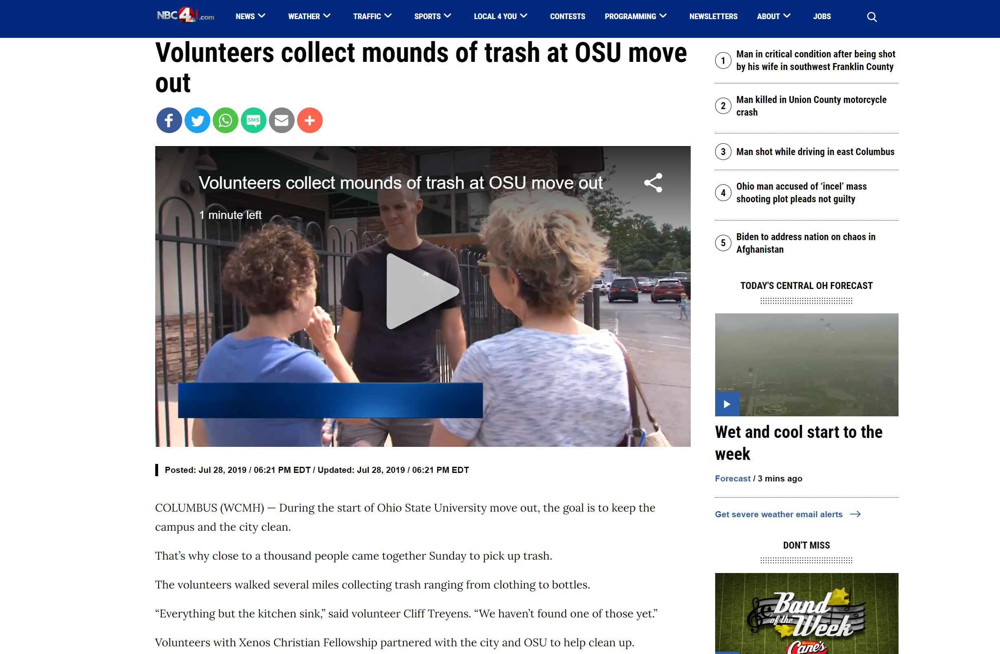 NBC4i.com
NEWS
WEATHER
TRAFFIC
SPORTS
LOCAL 4 YOU
CONTESTS
PROGRAMMING
NEWSLETTERS
ABOUT
JOBS
Volunteers collect mounds of trash at OSU move
out
SMS
Volunteers collect mounds of trash at OSU move out
1 minute left
Posted: Jul 28, 2019 / 06:21 PM EDT / Updated: Jul 28, 2019 / 06:21 PM EDT
COLUMBUS (WCMH) — During the start of Ohio State University move out, the goal is to keep the
campus and the city clean.
That’s why close to a thousand people came together Sunday to pick up trash.
The volunteers walked several miles collecting trash ranging from clothing to bottles.
“Everything but the kitchen sink,” said volunteer Cliff Treyens. “We haven’t found one of those yet.”
Volunteers with Xenos Christian Fellowship partnered with the city and OSU to help clean up.
1
Man in critical condition after being shot
by his wife in southwest Franklin County
2
Man killed in Union County motorcycle
crash
3
Man shot while driving in east Columbus
4
Ohio man accused of ‘incel’ mass
shooting plot pleads not guilty
5
Biden to address nation on chaos in
Afghanistan
TODAY'S CENTRAL OH FORECAST
Wet and cool start to the
week
Forecast / 3 mins ago
Get severe weather email alerts
DON'T MISS
Band
of the
Week
Raising
Cane's